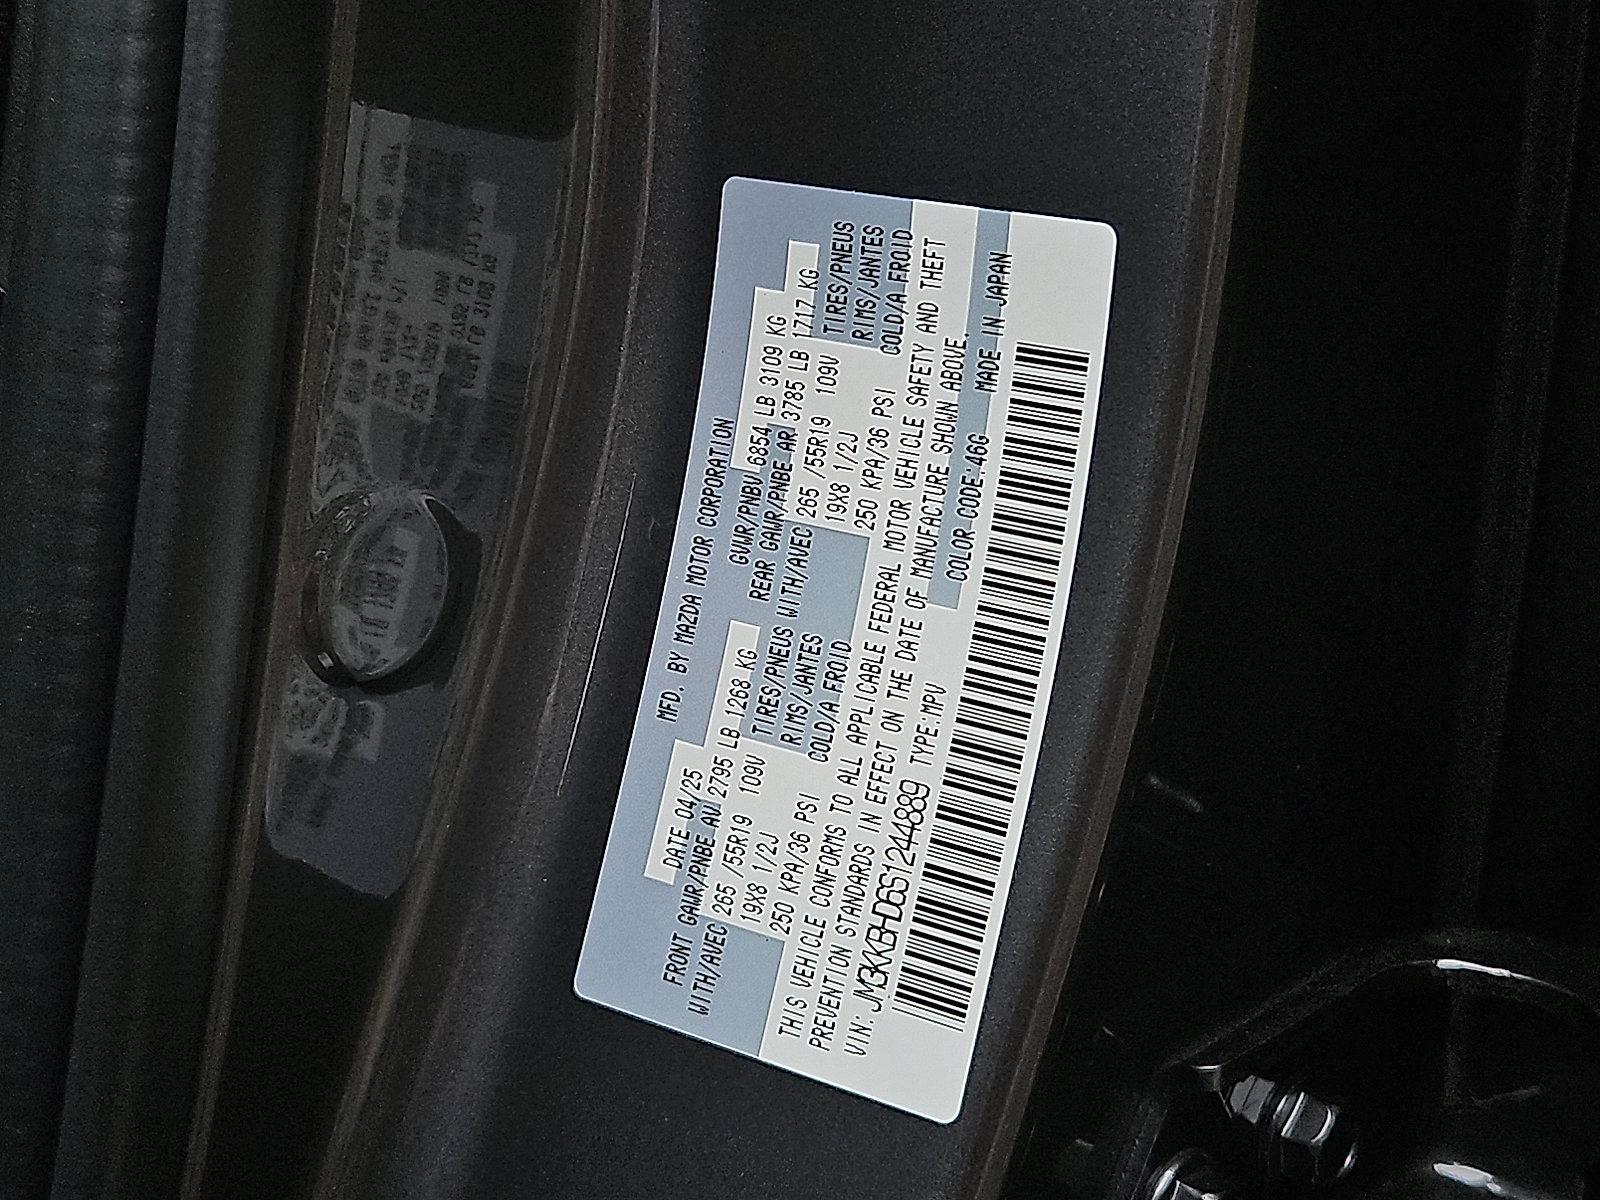 MFD. BY MAZDA MOTOR CORPORATION
DATE 04/25 GVWR/PNBV 6854 LB 3109 KG
FRONT GAWR/PNBE AV 2795 LB 1268 KG REAR GAWR/PNBE AR 3785 LB 1717 KG
WITH/AVEC 265 /55R19 109V TIRES/PNEUS WITH/AVEC 265 /55R19 109V TIRES/PNEUS
19X8 1/2J RIMS/JANTES 19X8 1/2J RIMS/JANTES
250 KPA/36 PSI COLD/A FROID 250 KPA/36 PSI COLD/A FROID
THIS VEHICLE CONFORMS TO ALL APPLICABLE FEDERAL MOTOR VEHICLE SAFETY AND THEFT
PREVENTION STANDARDS IN EFFECT ON THE DATE OF MANUFACTURE SHOWN ABOVE.
VIN: JM3KKBHD6S1244889 TYPE:MPV COLOR CODE:46G MADE IN JAPAN